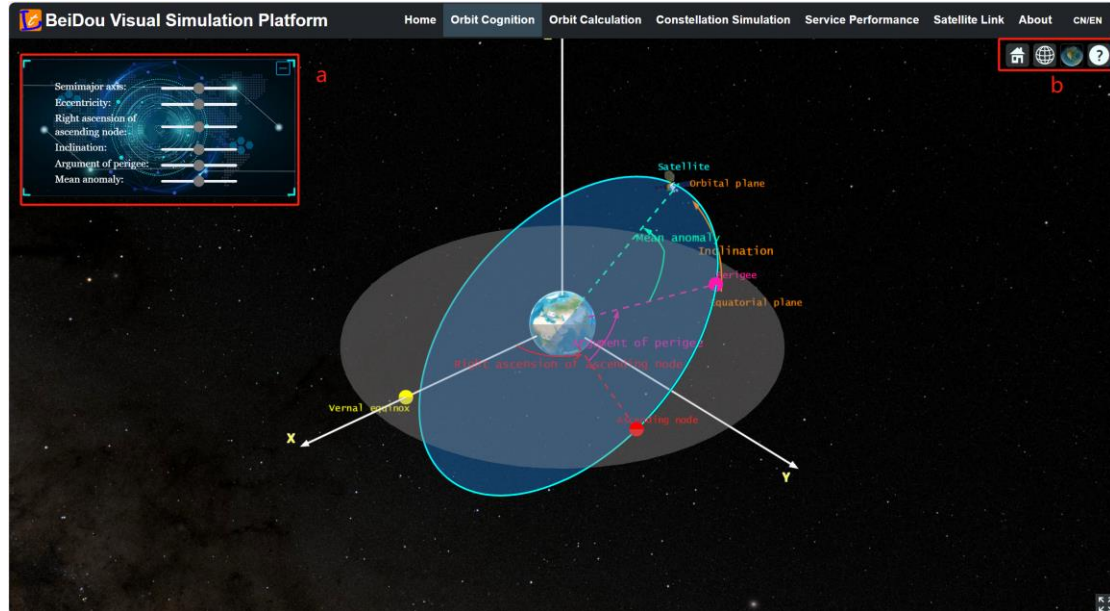 BeiDou Visual Simulation Platform
Home Orbit Cognition Orbit Calculation Constellation Simulation Service Performance Satellite Link About CN/EN
a
b
?
Semimajor axis:
Eccentricity:
Right ascension of
ascending node:
Inclination:
Argument of perigee:
Mean anomaly:
Satellite
Orbital plane
Mean anomaly
Inclination
Perigee
Equatorial plane
Argument of perigee
Right ascension of ascending node
Vernal equinox
Ascending node
X
Y